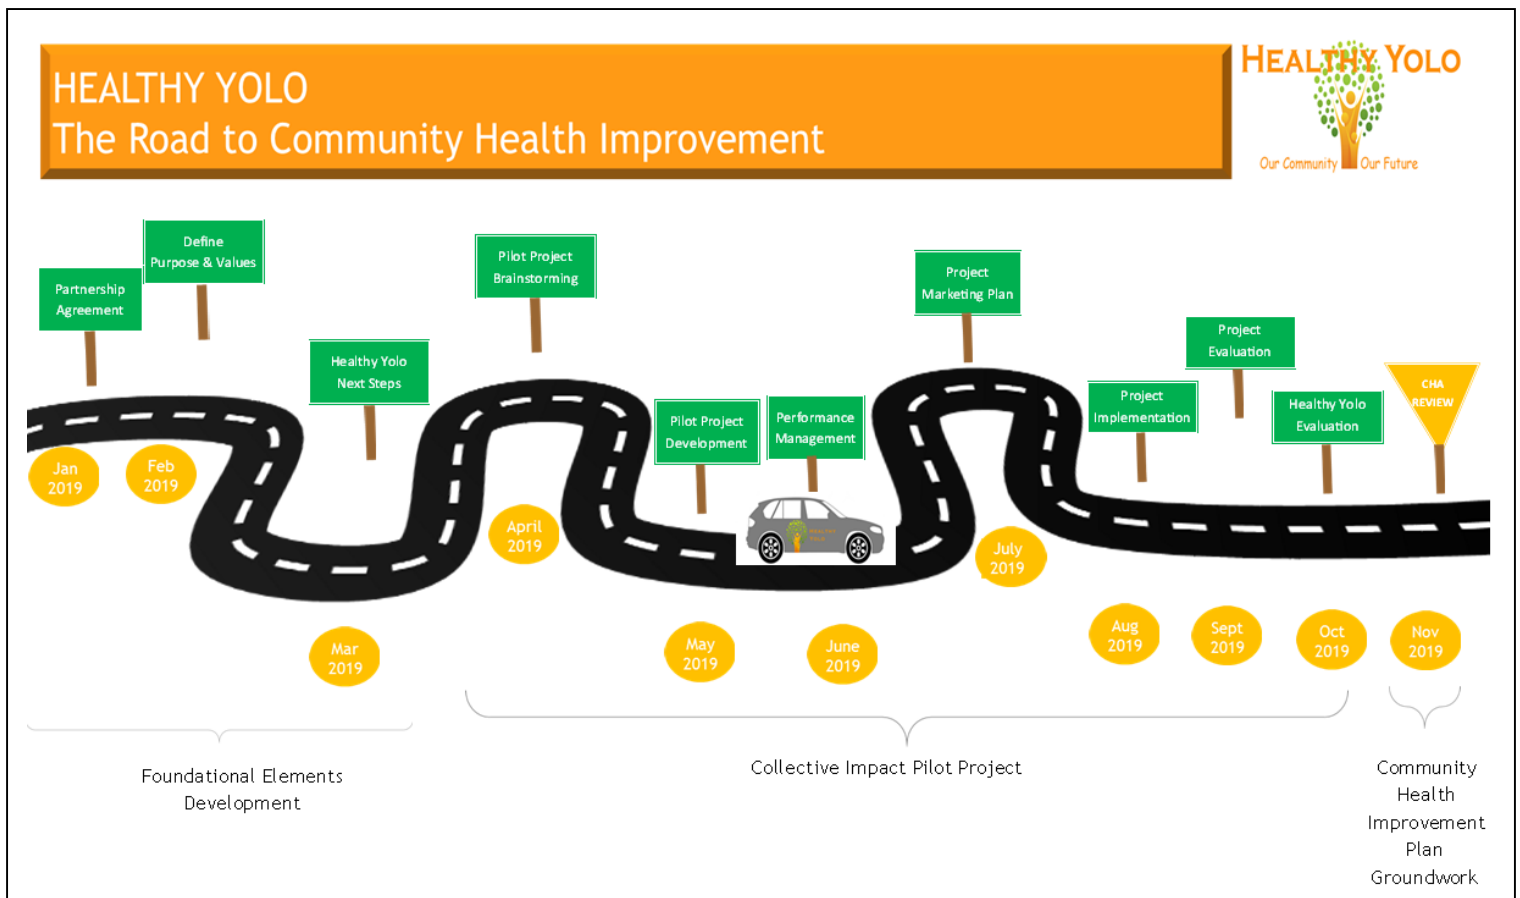 HEALTHY YOLO
The Road to Community Health Improvement
HEALTHY YOLO
Our Community Our Future
Partnership
Agreement
Define
Purpose & Values
Healthy Yolo
Next Steps
Pilot Project
Brainstorming
Pilot Project
Development
Performance
Management
Project
Marketing Plan
Project
Implementation
Project
Evaluation
Healthy Yolo
Evaluation
CHA
REVIEW
HEALTHY
YOLO
Jan
2019
Feb
2019
Mar
2019
April
2019
May
2019
June
2019
July
2019
Aug
2019
Sept
2019
Oct
2019
Nov
2019
Foundational Elements
Development
Collective Impact Pilot Project
Community
Health
Improvement
Plan
Groundwork